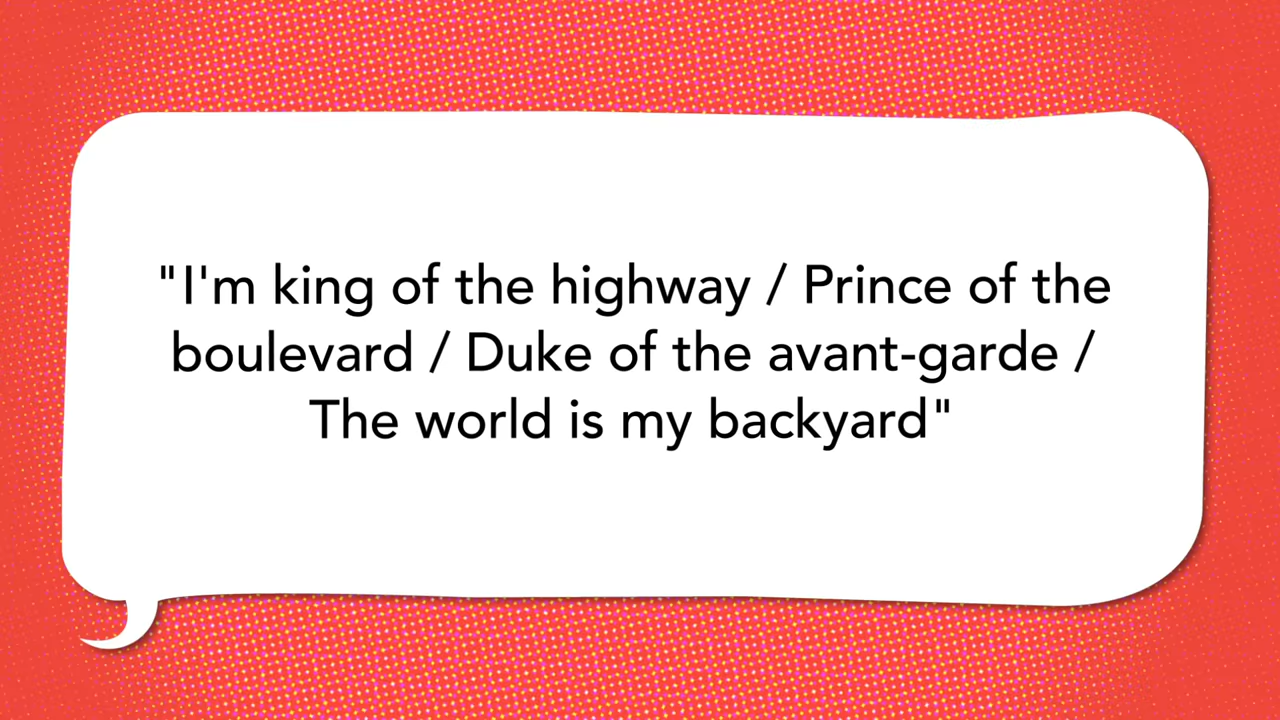 "I'm king of the highway / Prince of the
boulevard / Duke of the avant-garde /
The world is my backyard"